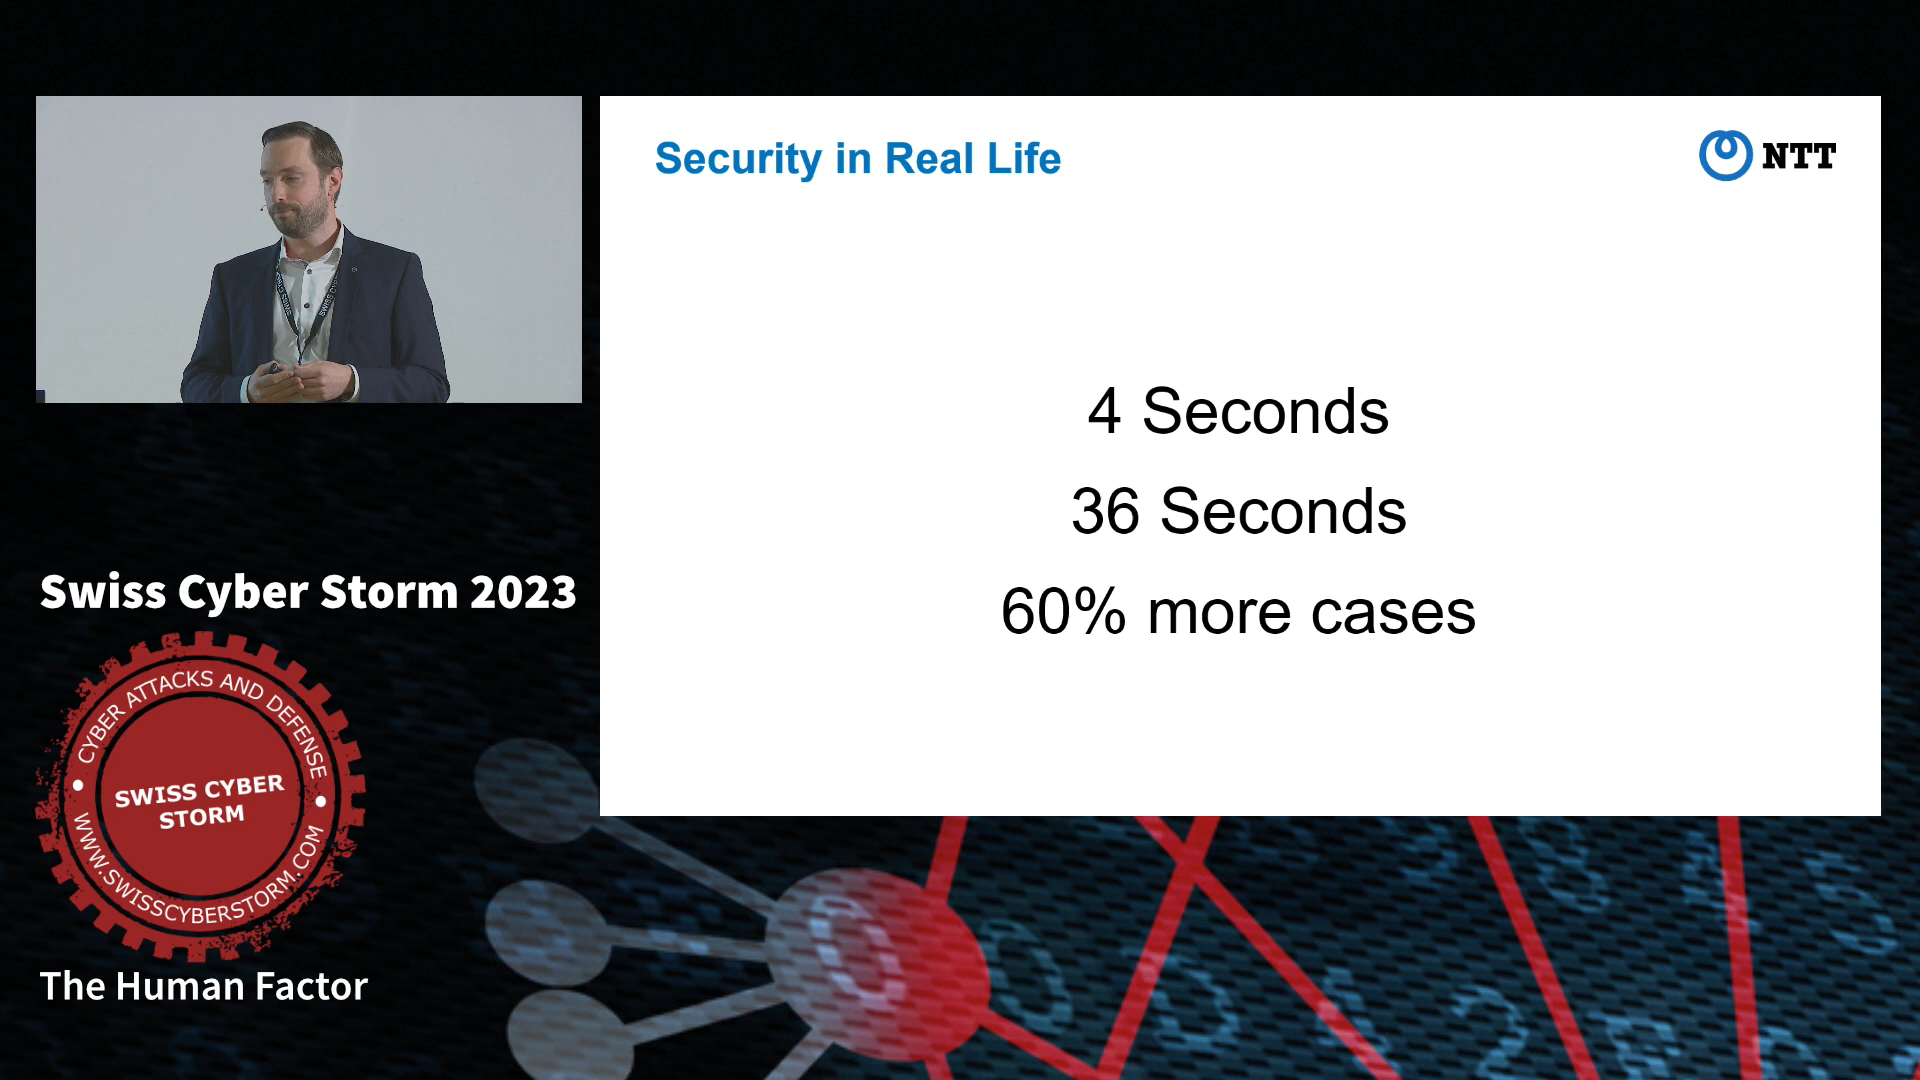 Security in Real Life
NTT
4 Seconds
36 Seconds
60% more cases
Swiss Cyber Storm 2023
CYBER ATTACKS AND DEFENSE
SWISS CYBER
STORM
WWW.SWISSCYBERSTORM.COM
The Human Factor